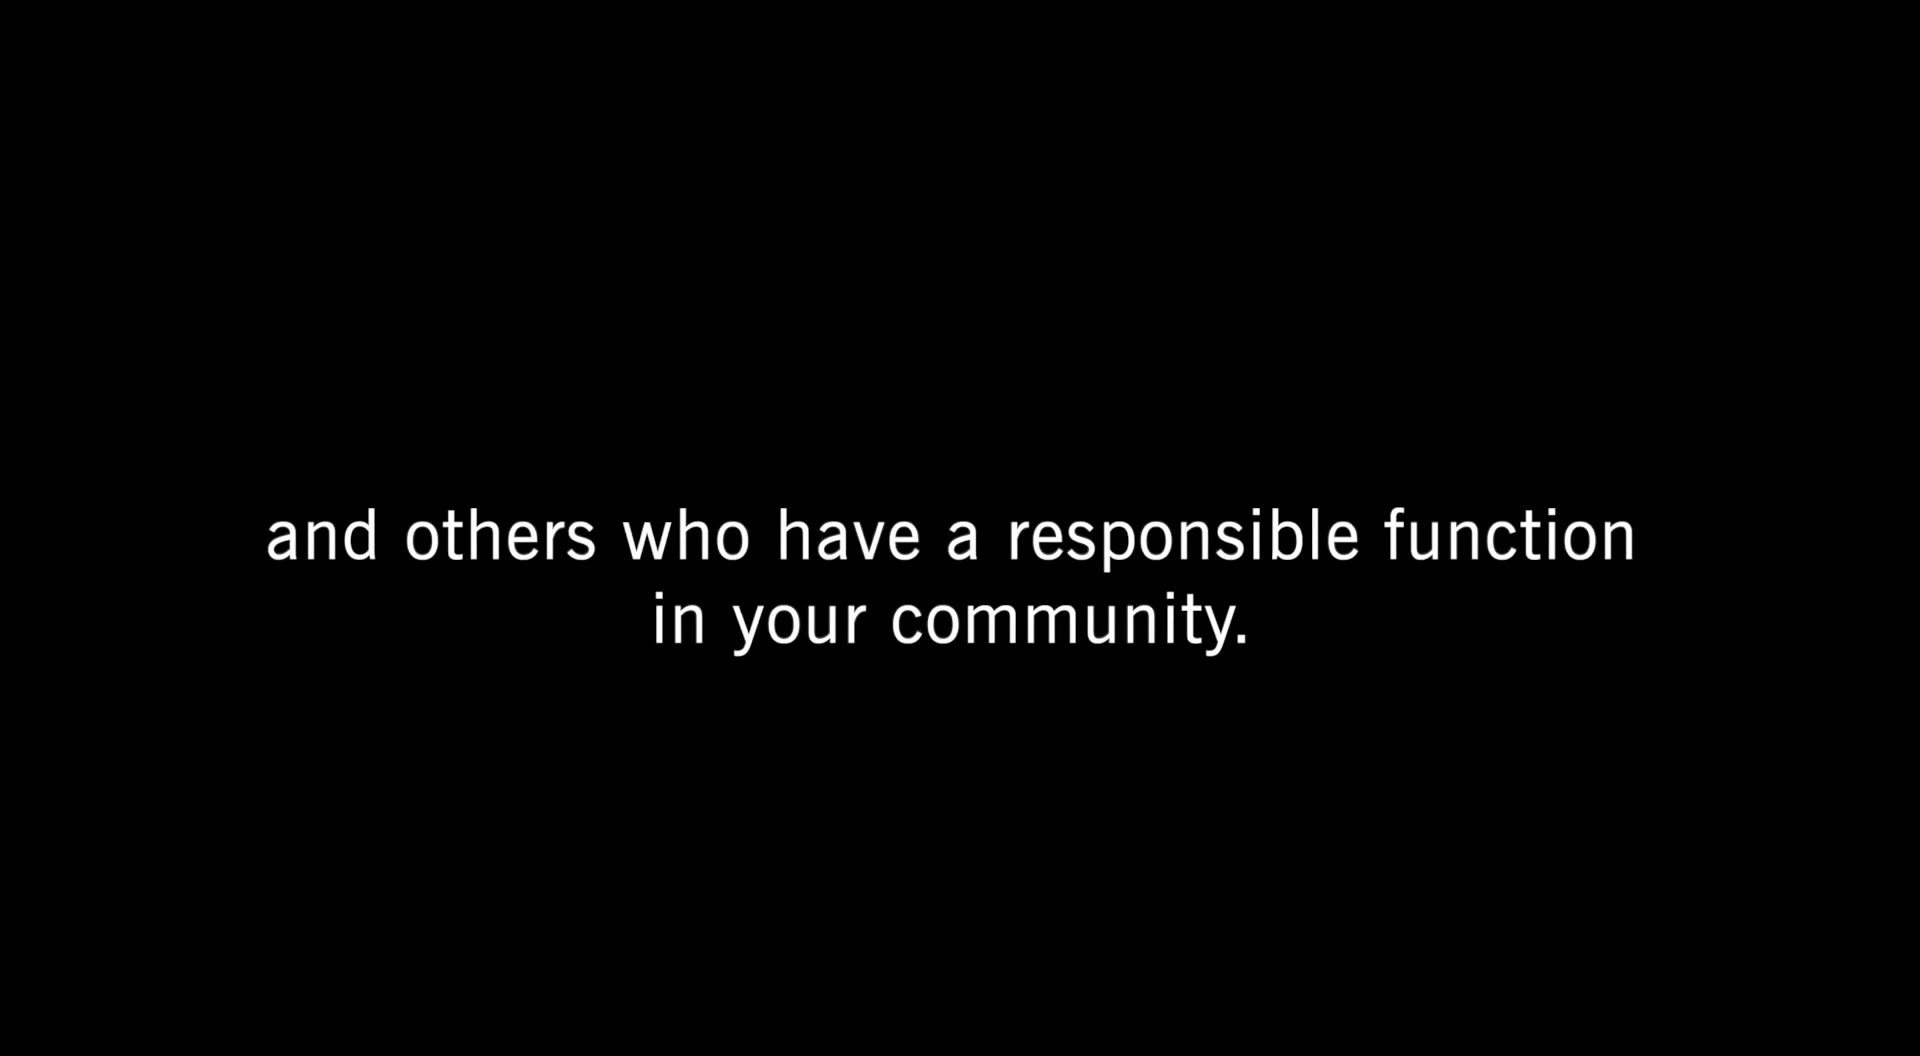 and others who have a responsible function
in your community.